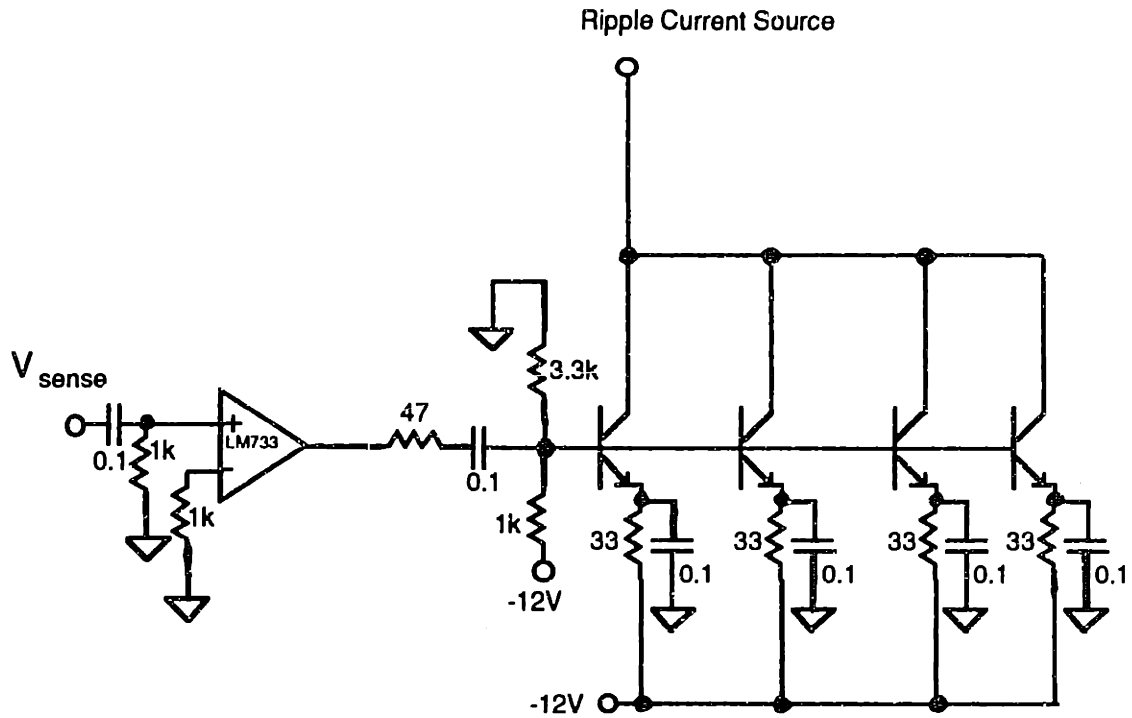 Ripple Current Source
3.3k
V sense
47
+
LM733
0.1
1k
-
0.1
1k
1k
33
33
33
33
0.1
0.1
0.1
0.1
-12V
-12V